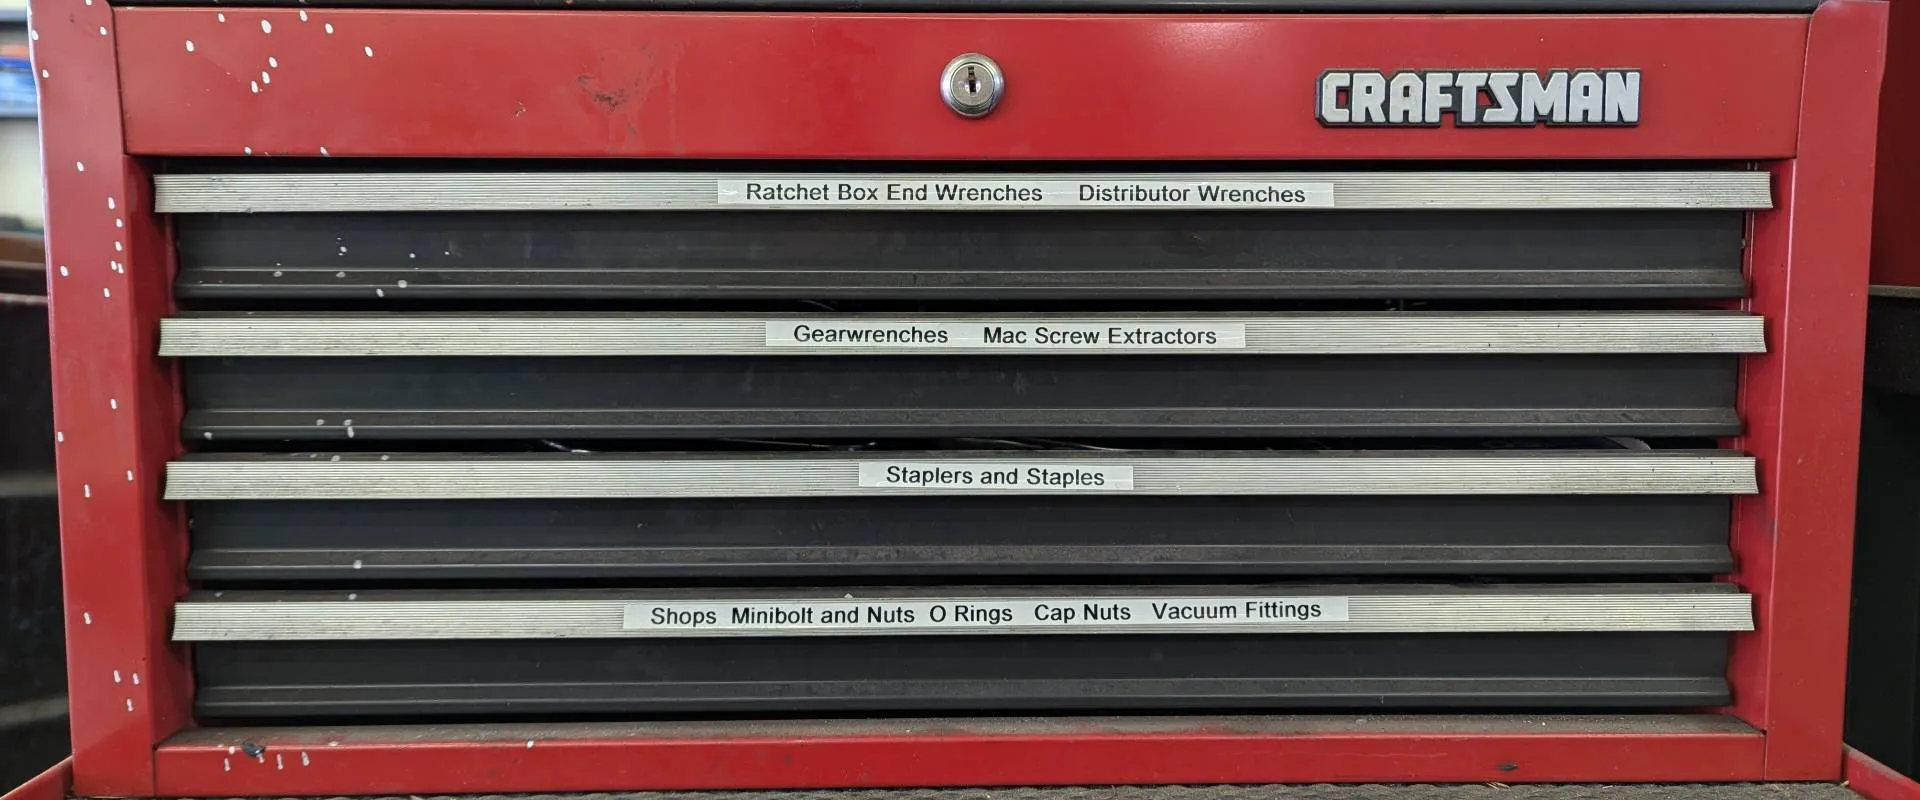 CRAFTSMAN
Ratchet Box End Wrenches Distributor Wrenches
Gearwrenches Mac Screw Extractors
Staplers and Staples
Shops Minibolt and Nuts O Rings Cap Nuts Vacuum Fittings